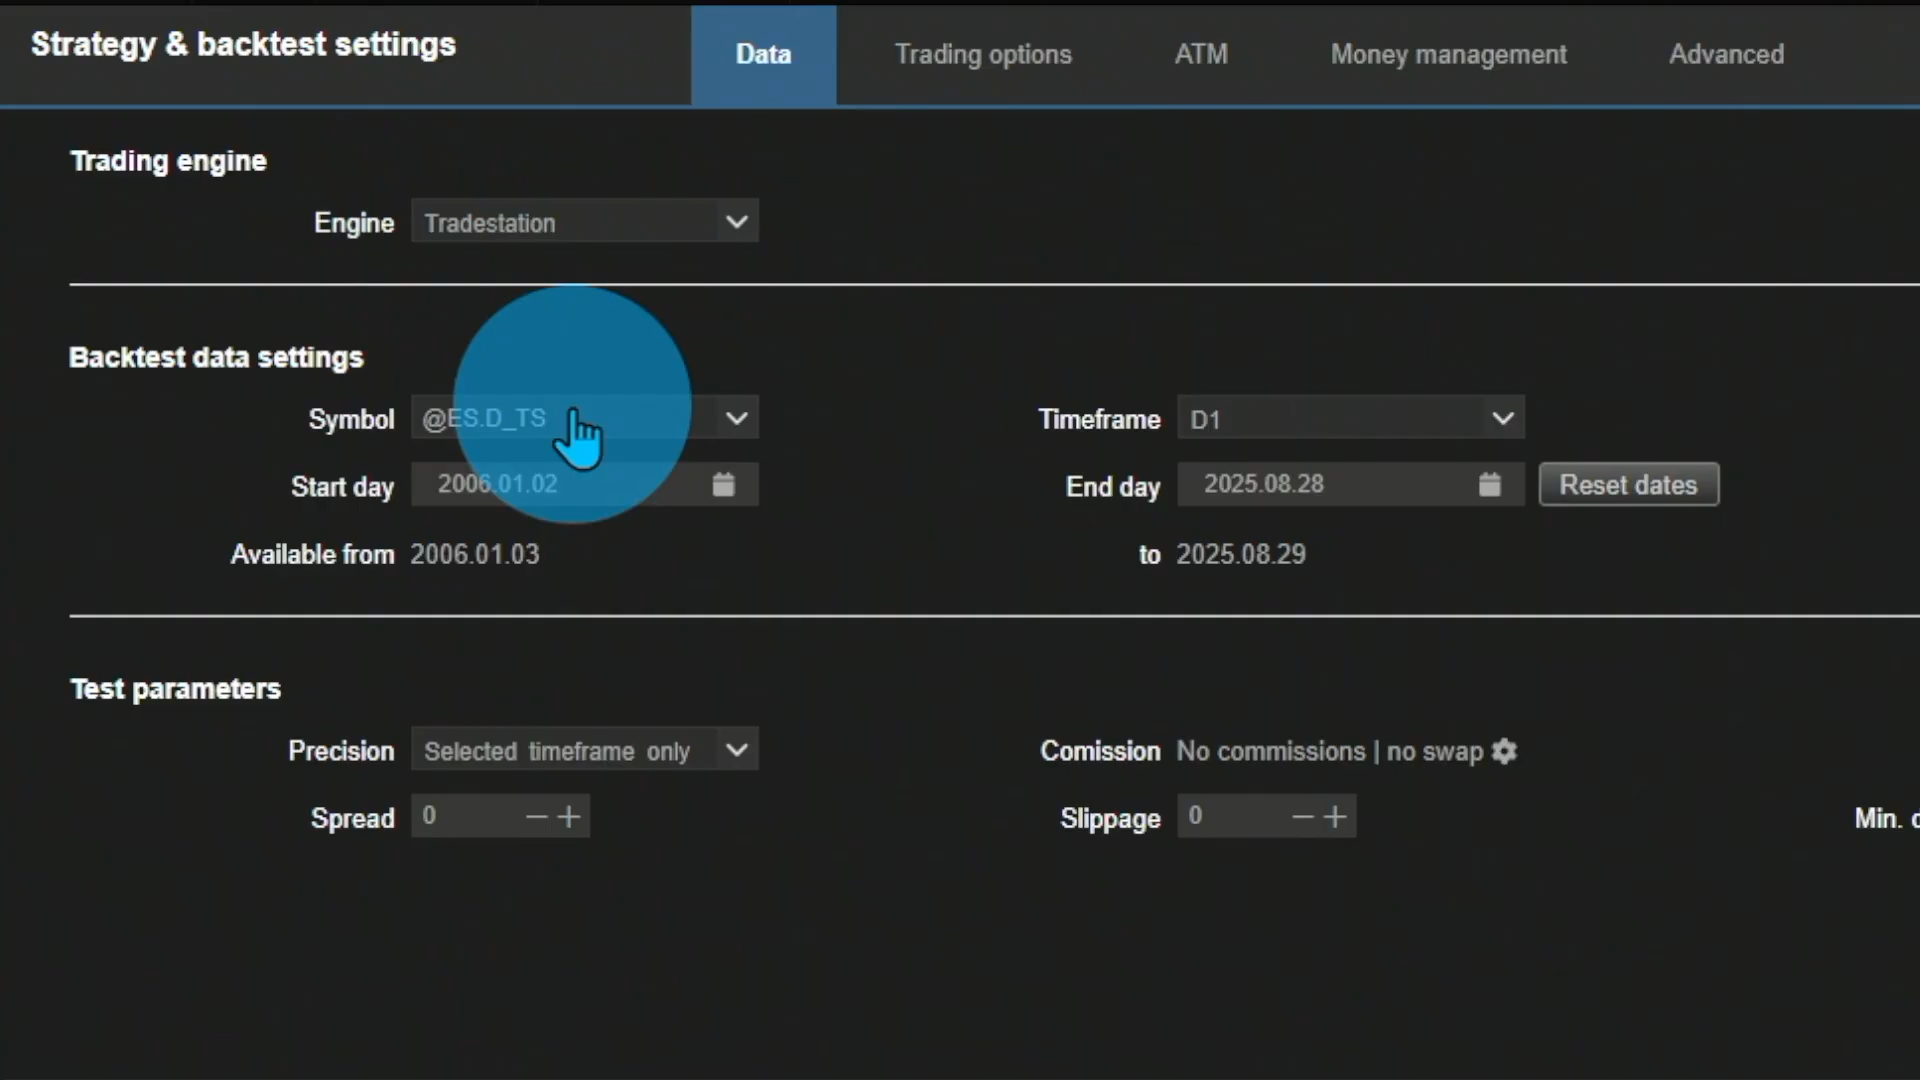 Strategy & backtest settings
Data
Trading options
ATM
Money management
Advanced
Trading engine
Engine Tradestation
Backtest data settings
Symbol @ES.D_TS
Timeframe D1
Start day 2006.01.02
End day 2025.08.28
Reset dates
Available from 2006.01.03
to 2025.08.29
Test parameters
Precision Selected timeframe only
Comission No commissions | no swap
Spread 0
Slippage 0
Min.